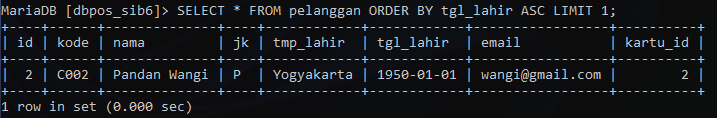 MariaDB [dbpos_sib6]> SELECT * FROM pelanggan ORDER BY tgl_lahir ASC LIMIT 1;
+----+------+--------------+----+------------+------------+-----------------+----------+
| id | kode | nama         | jk | tmp_lahir  | tgl_lahir  | email           | kartu_id |
+----+------+--------------+----+------------+------------+-----------------+----------+
|  2 | C002 | Pandan Wangi | P  | Yogyakarta | 1950-01-01 | wangi@gmail.com |        2 |
+----+------+--------------+----+------------+------------+-----------------+----------+
1 row in set (0.000 sec)